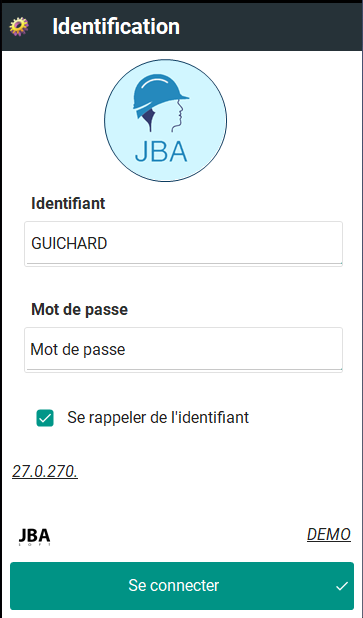 Identification
JBA
Identifiant
GUICHARD
Mot de passe
Mot de passe
Se rappeler de l'identifiant
27.0.270.
JBA
SOFT
DEMO
Se connecter